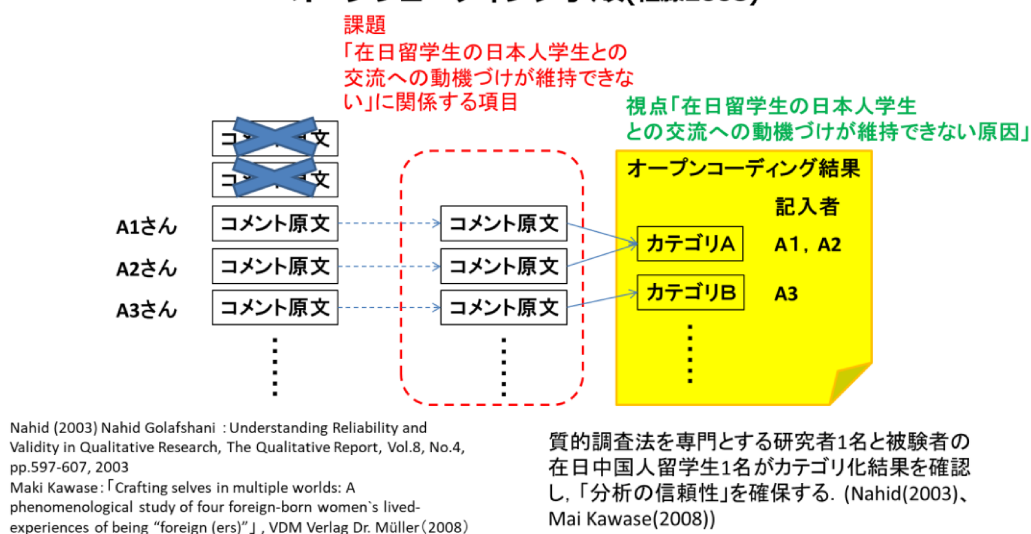 課題
「在日留学生の日本人学生との
交流への動機づけが維持できな
い」に関係する項目
視点「在日留学生の日本人学生
との交流への動機づけが維持できない原因」
オープンコーディング結果
記入者
A1さん
コメント原文
コメント原文
カテゴリA
A1, A2
A2さん
コメント原文
コメント原文
A3さん
コメント原文
コメント原文
カテゴリB
A3
Nahid (2003) Nahid Golafshani : Understanding Reliability and
Validity in Qualitative Research, The Qualitative Report, Vol.8, No.4,
pp.597-607, 2003
Maki Kawase：「Crafting selves in multiple worlds: A
phenomenological study of four foreign-born women`s lived-
experiences of being "foreign (ers)"」, VDM Verlag Dr. Müller（2008）
質的調査法を専門とする研究者1名と被験者の
在日中国人留学生1名がカテゴリ化結果を確認
し，「分析の信頼性」を確保する．(Nahid(2003)、
Mai Kawase(2008))